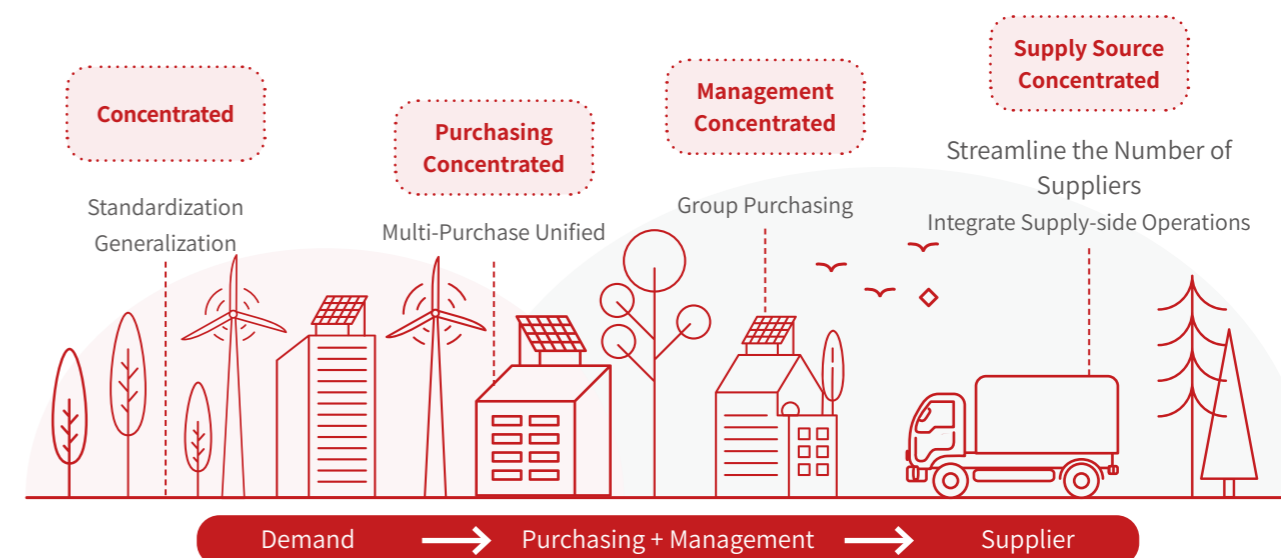 Concentrated
Standardization
Generalization
Purchasing
Concentrated
Multi-Purchase Unified
Management
Concentrated
Group Purchasing
Supply Source
Concentrated
Streamline the Number of
Suppliers
Integrate Supply-side Operations
Demand → Purchasing + Management → Supplier